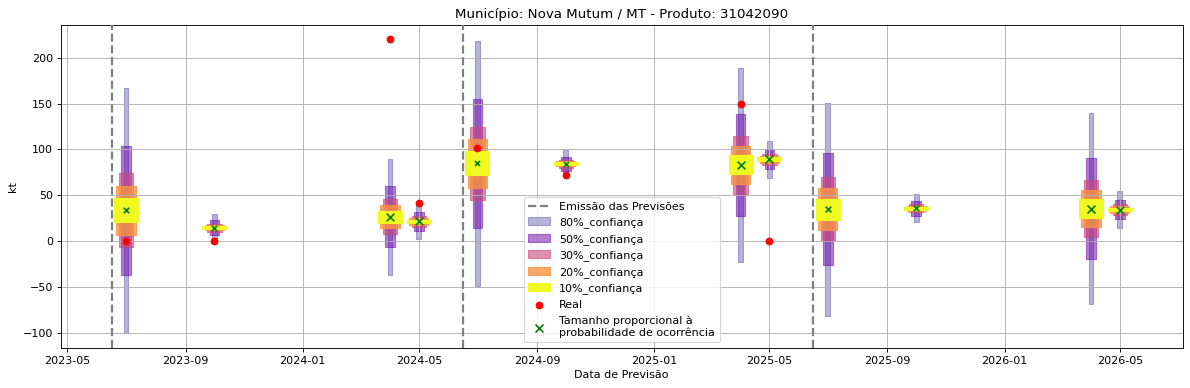 Município: Nova Mutum / MT - Produto: 31042090
200
150
100
50
0
−50
−100
kt
Emissão das Previsões
80%_confiança
50%_confiança
30%_confiança
20%_confiança
10%_confiança
Real
Tamanho proporcional à
probabilidade de ocorrência
2023-05 2023-09 2024-01 2024-05 2024-09 2025-01 2025-05 2025-09 2026-01 2026-05
Data de Previsão